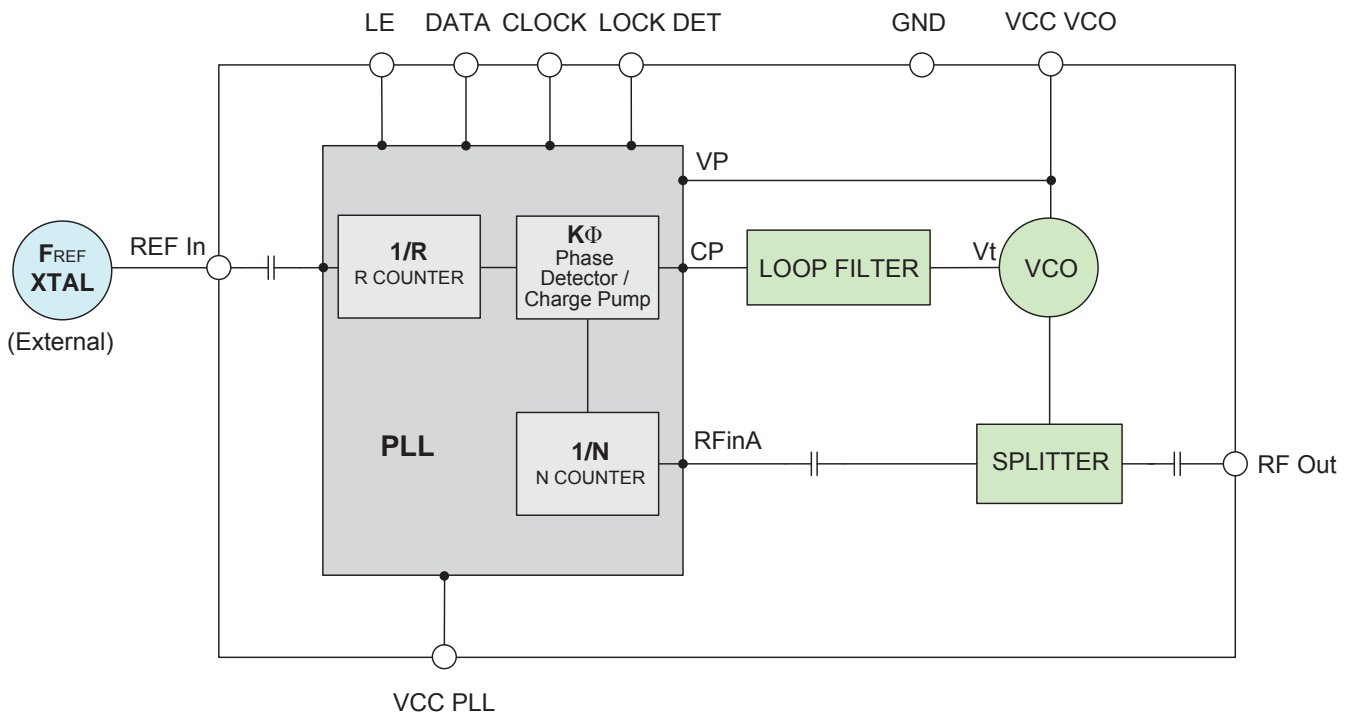 LE DATA CLOCK LOCK DET GND VCC VCO
VP
FREF
XTAL
(External)
REF In
1/R
R COUNTER
KΦ
Phase
Detector /
Charge Pump
CP
LOOP FILTER
Vt
VCO
PLL
1/N
N COUNTER
RFinA
SPLITTER
RF Out
VCC PLL